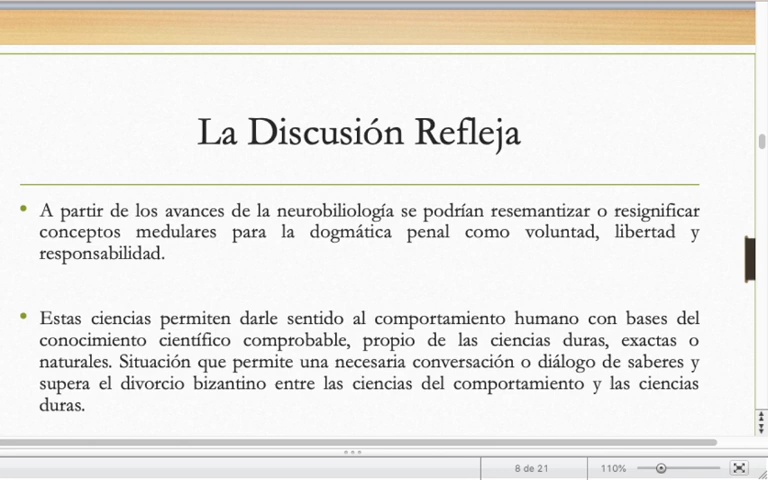 La Discusión Refleja
• A partir de los avances de la neurobiliología se podrían resemantizar o resignificar
conceptos medulares para la dogmática penal como voluntad, libertad y
responsabilidad.
• Estas ciencias permiten darle sentido al comportamiento humano con bases del
conocimiento científico comprobable, propio de las ciencias duras, exactas o
naturales. Situación que permite una necesaria conversación o diálogo de saberes y
supera el divorcio bizantino entre las ciencias del comportamiento y las ciencias
duras.
8 de 21 110%